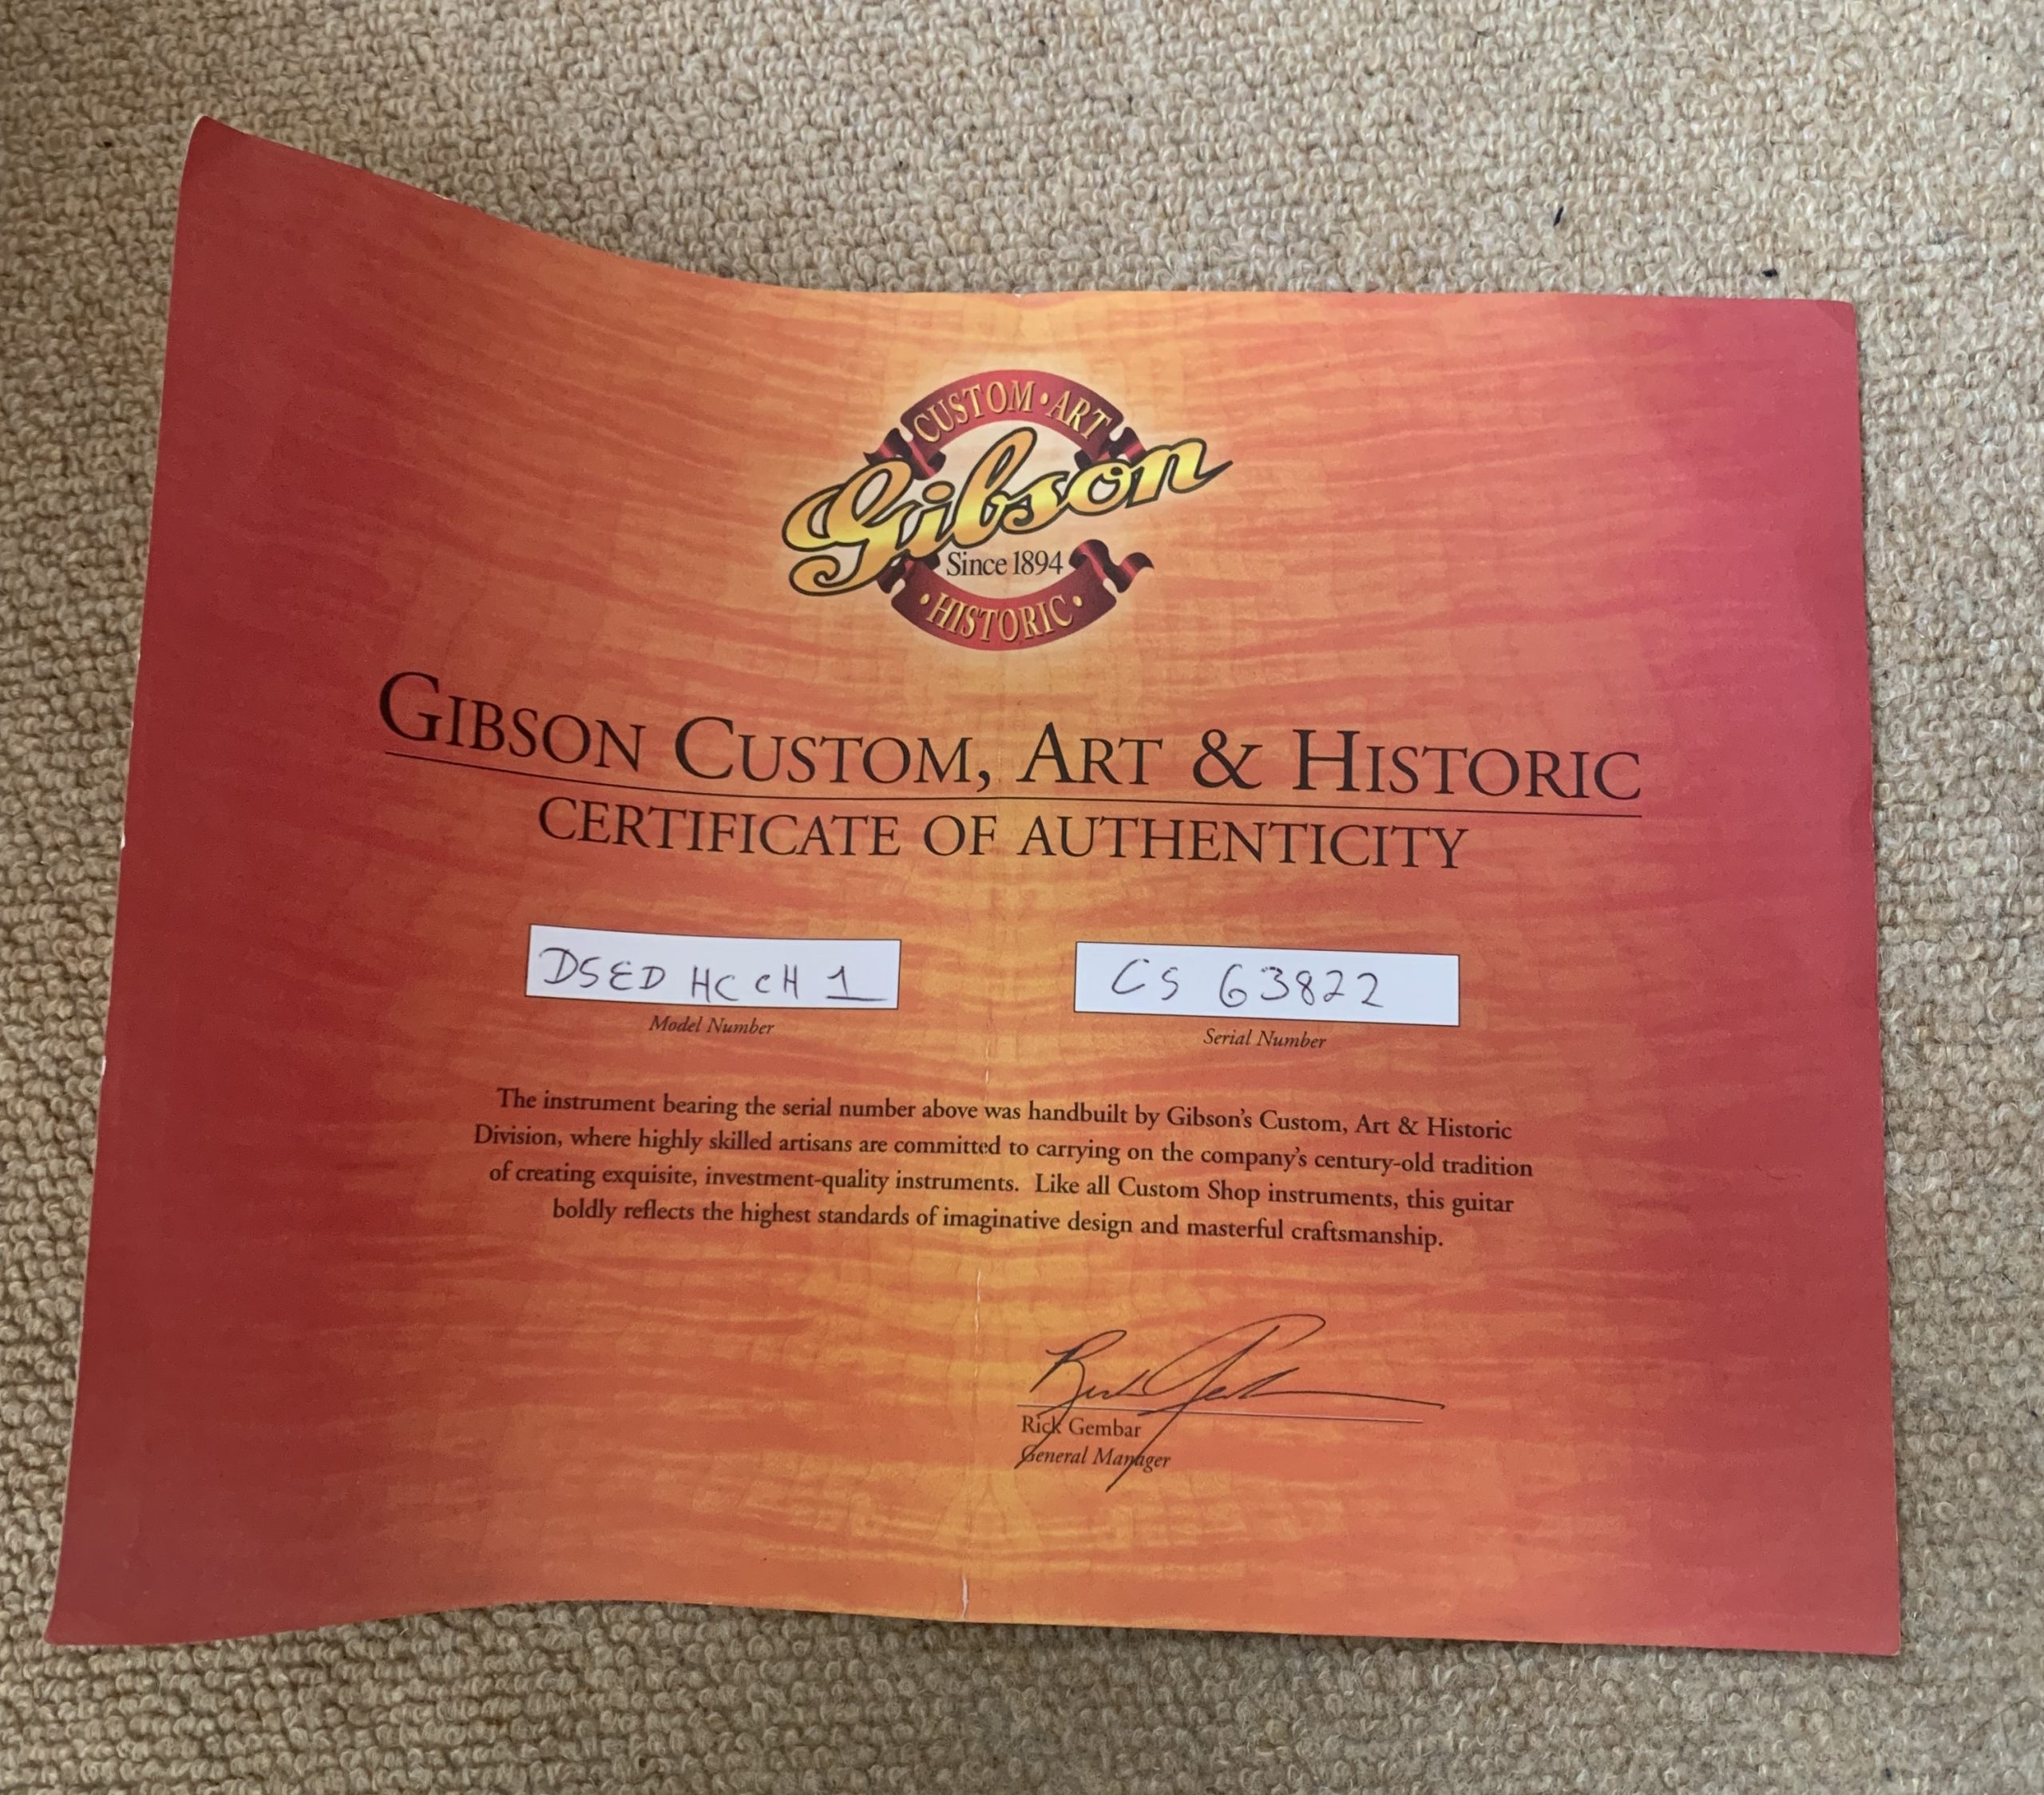 CUSTOM • ART
Gibson
Since 1894
• HISTORIC •
GIBSON CUSTOM, ART & HISTORIC
CERTIFICATE OF AUTHENTICITY
DSED HCCH 1
Model Number
CS 63822
Serial Number
The instrument bearing the serial number above was handbuilt by Gibson's Custom, Art & Historic
Division, where highly skilled artisans are committed to carrying on the company's century-old tradition
of creating exquisite, investment-quality instruments. Like all Custom Shop instruments, this guitar
boldly reflects the highest standards of imaginative design and masterful craftsmanship.
Rick Gembar
General Manager